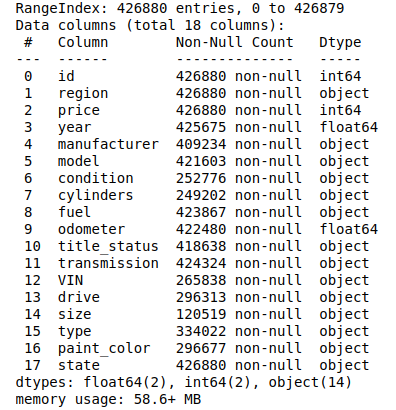 RangeIndex: 426880 entries, 0 to 426879
Data columns (total 18 columns):
 #   Column        Non-Null Count   Dtype
---  ------        --------------   -----
 0   id            426880 non-null  int64
 1   region        426880 non-null  object
 2   price         426880 non-null  int64
 3   year          425675 non-null  float64
 4   manufacturer  409234 non-null  object
 5   model         421603 non-null  object
 6   condition     252776 non-null  object
 7   cylinders     249202 non-null  object
 8   fuel          423867 non-null  object
 9   odometer      422480 non-null  float64
 10  title_status  418638 non-null  object
 11  transmission  424324 non-null  object
 12  VIN           265838 non-null  object
 13  drive         296313 non-null  object
 14  size          120519 non-null  object
 15  type          334022 non-null  object
 16  paint_color   296677 non-null  object
 17  state         426880 non-null  object
dtypes: float64(2), int64(2), object(14)
memory usage: 58.6+ MB